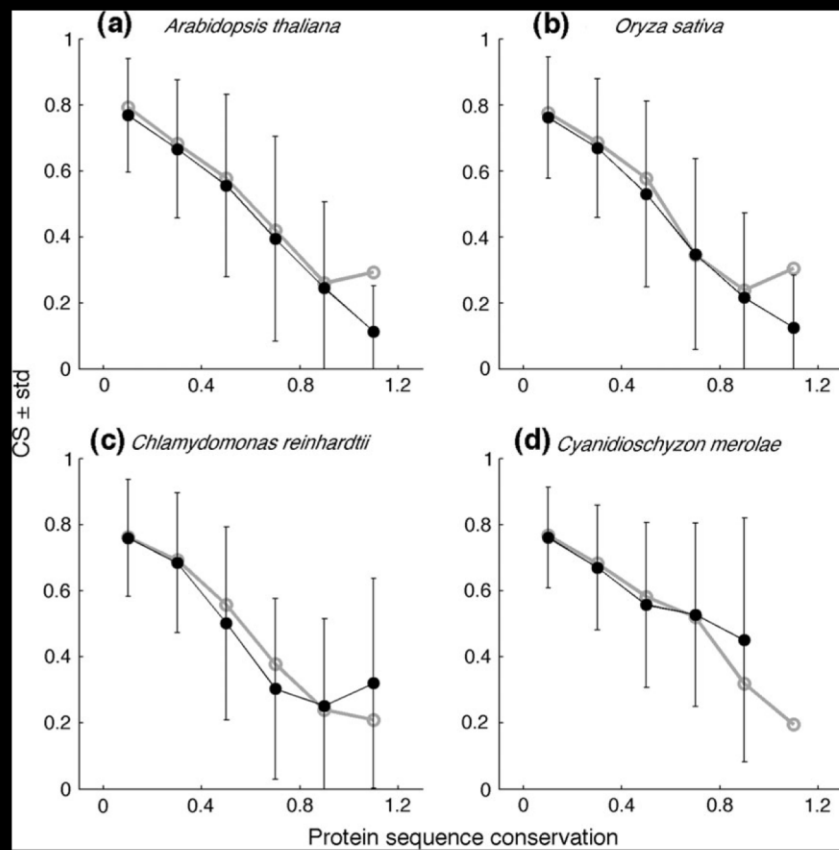 (a) Arabidopsis thaliana
1
0.8
0.6
0.4
0.2
0
0 0.4 0.8 1.2
(b) Oryza sativa
1
0.8
0.6
0.4
0.2
0
0 0.4 0.8 1.2
CS ± std
(c) Chlamydomonas reinhardtii
1
0.8
0.6
0.4
0.2
0
0 0.4 0.8 1.2
(d) Cyanidioschyzon merolae
1
0.8
0.6
0.4
0.2
0
0 0.4 0.8 1.2
Protein sequence conservation